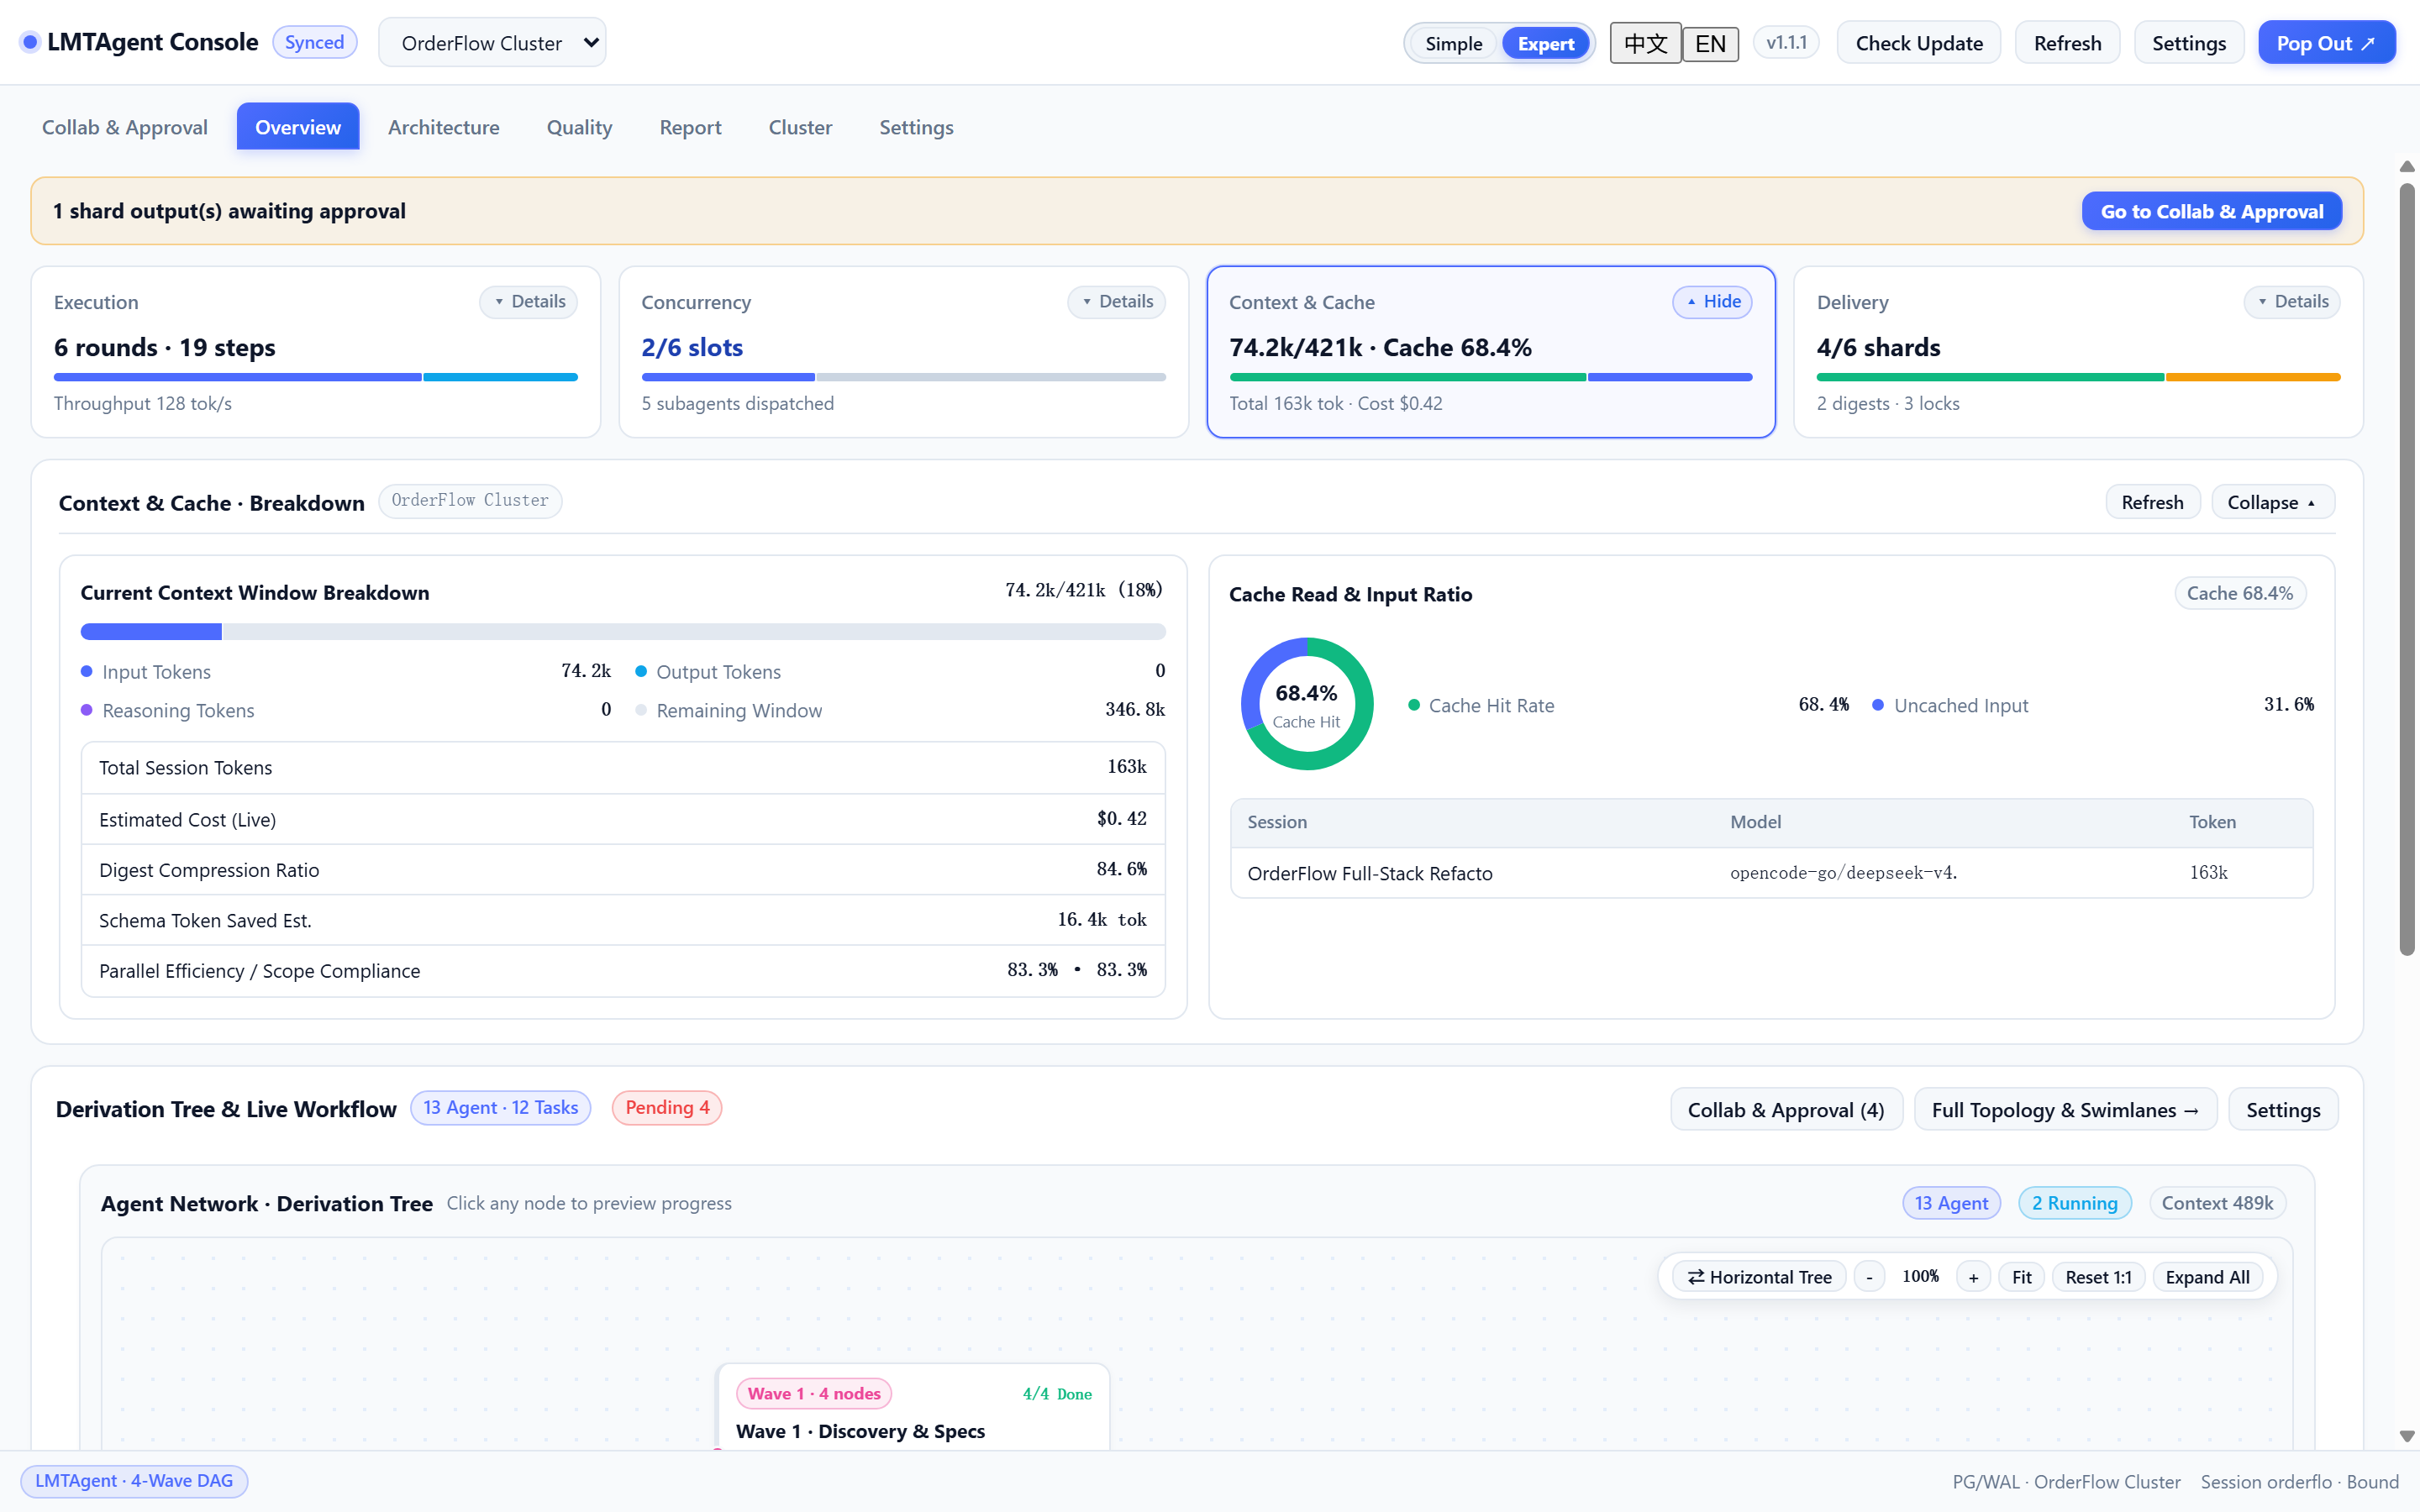 LMTAgent Console Synced OrderFlow Cluster Simple Expert 中文 EN v1.1.1 Check Update Refresh Settings Pop Out ↗
Collab & Approval Overview Architecture Quality Report Cluster Settings
1 shard output(s) awaiting approval Go to Collab & Approval
Execution ▾ Details
6 rounds · 19 steps
Throughput 128 tok/s
Concurrency ▾ Details
2/6 slots
5 subagents dispatched
Context & Cache ▴ Hide
74.2k/421k · Cache 68.4%
Total 163k tok · Cost $0.42
Delivery ▾ Details
4/6 shards
2 digests · 3 locks
Context & Cache · Breakdown OrderFlow Cluster Refresh Collapse ▴
Current Context Window Breakdown 74.2k/421k (18%)
Input Tokens 74.2k Output Tokens 0
Reasoning Tokens 0 Remaining Window 346.8k
Total Session Tokens 163k
Estimated Cost (Live) $0.42
Digest Compression Ratio 84.6%
Schema Token Saved Est. 16.4k tok
Parallel Efficiency / Scope Compliance 83.3% • 83.3%
Cache Read & Input Ratio Cache 68.4%
68.4%
Cache Hit
Cache Hit Rate 68.4% Uncached Input 31.6%
Session Model Token
OrderFlow Full-Stack Refacto opencode-go/deepseek-v4. 163k
Derivation Tree & Live Workflow 13 Agent · 12 Tasks Pending 4 Collab & Approval (4) Full Topology & Swimlanes → Settings
Agent Network · Derivation Tree Click any node to preview progress 13 Agent 2 Running Context 489k
⇄ Horizontal Tree - 100% + Fit Reset 1:1 Expand All
Wave 1 · 4 nodes 4/4 Done
Wave 1 · Discovery & Specs
LMTAgent · 4-Wave DAG PG/WAL · OrderFlow Cluster Session orderflo · Bound